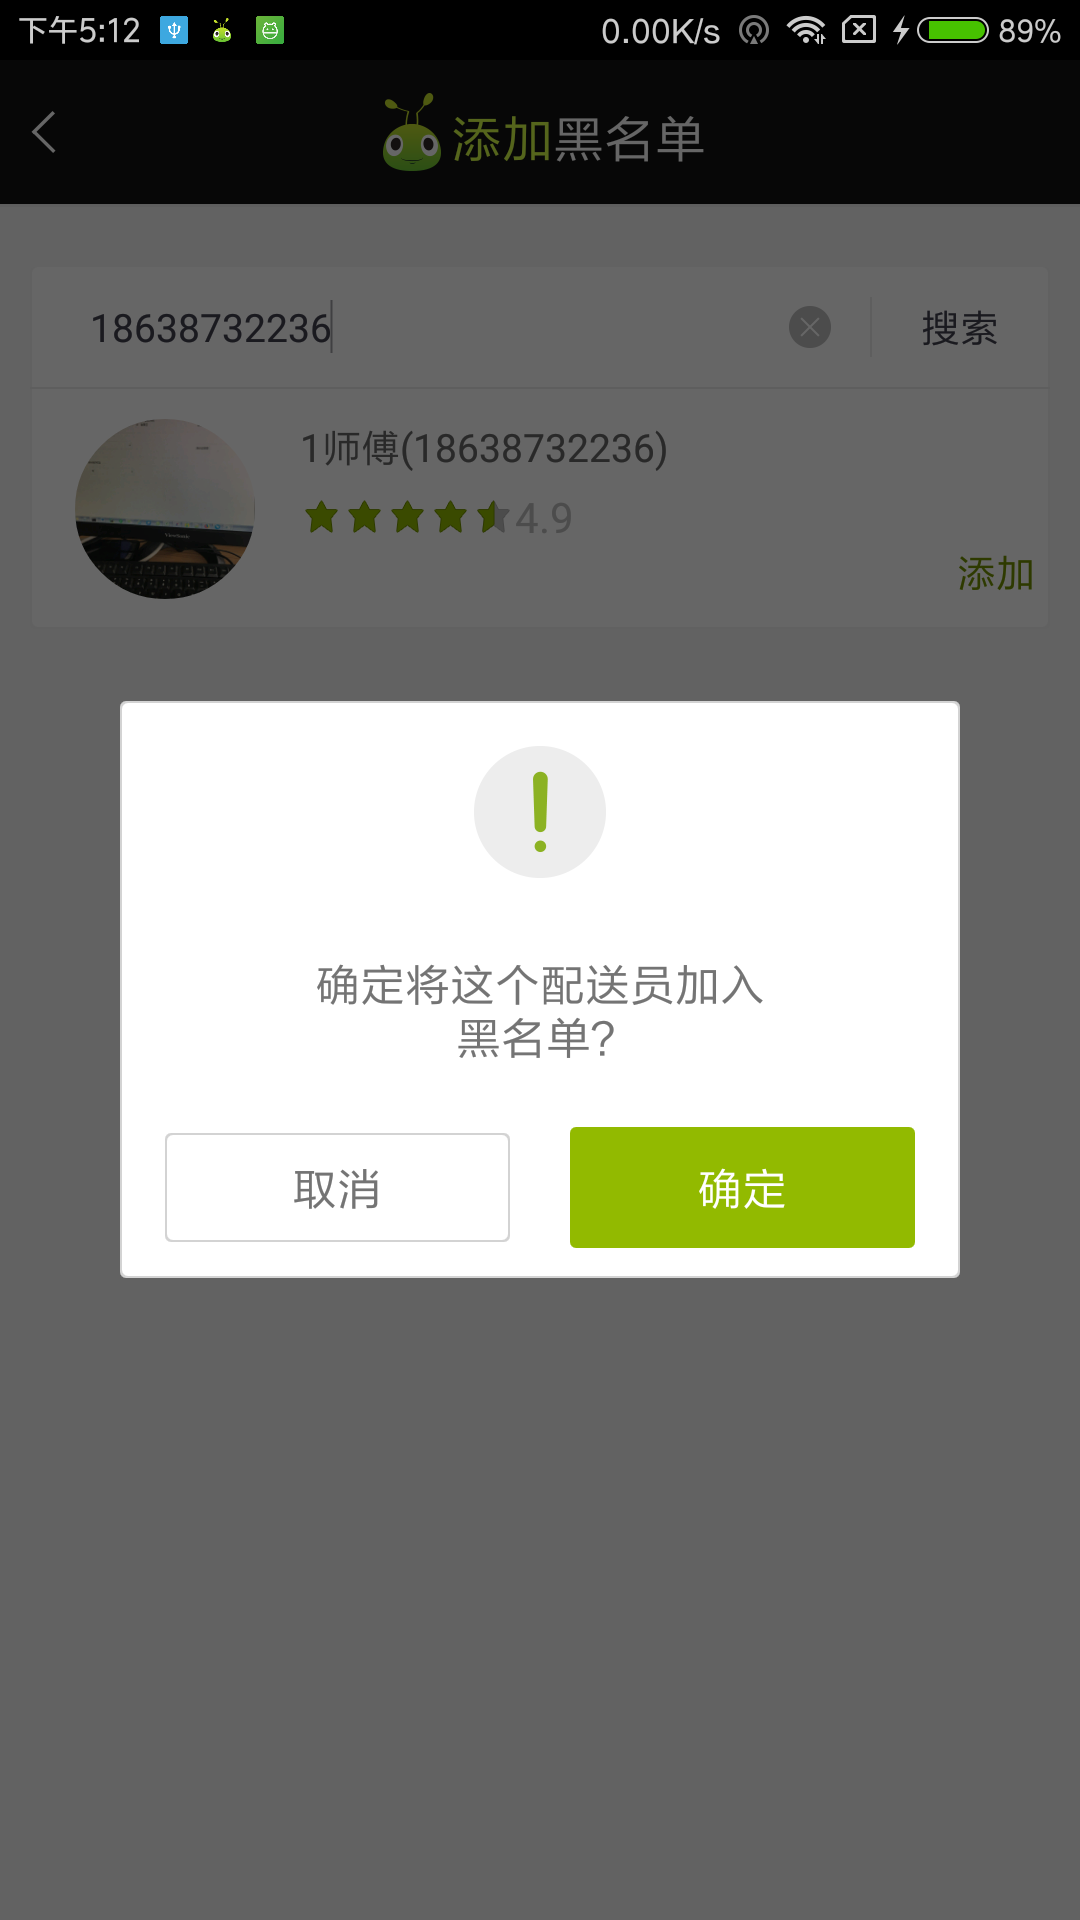 下午5:12 0.00K/s 89%
添加黑名单
18638732236 搜索
1师傅(18638732236)
4.9
添加
确定将这个配送员加入
黑名单?
取消 确定